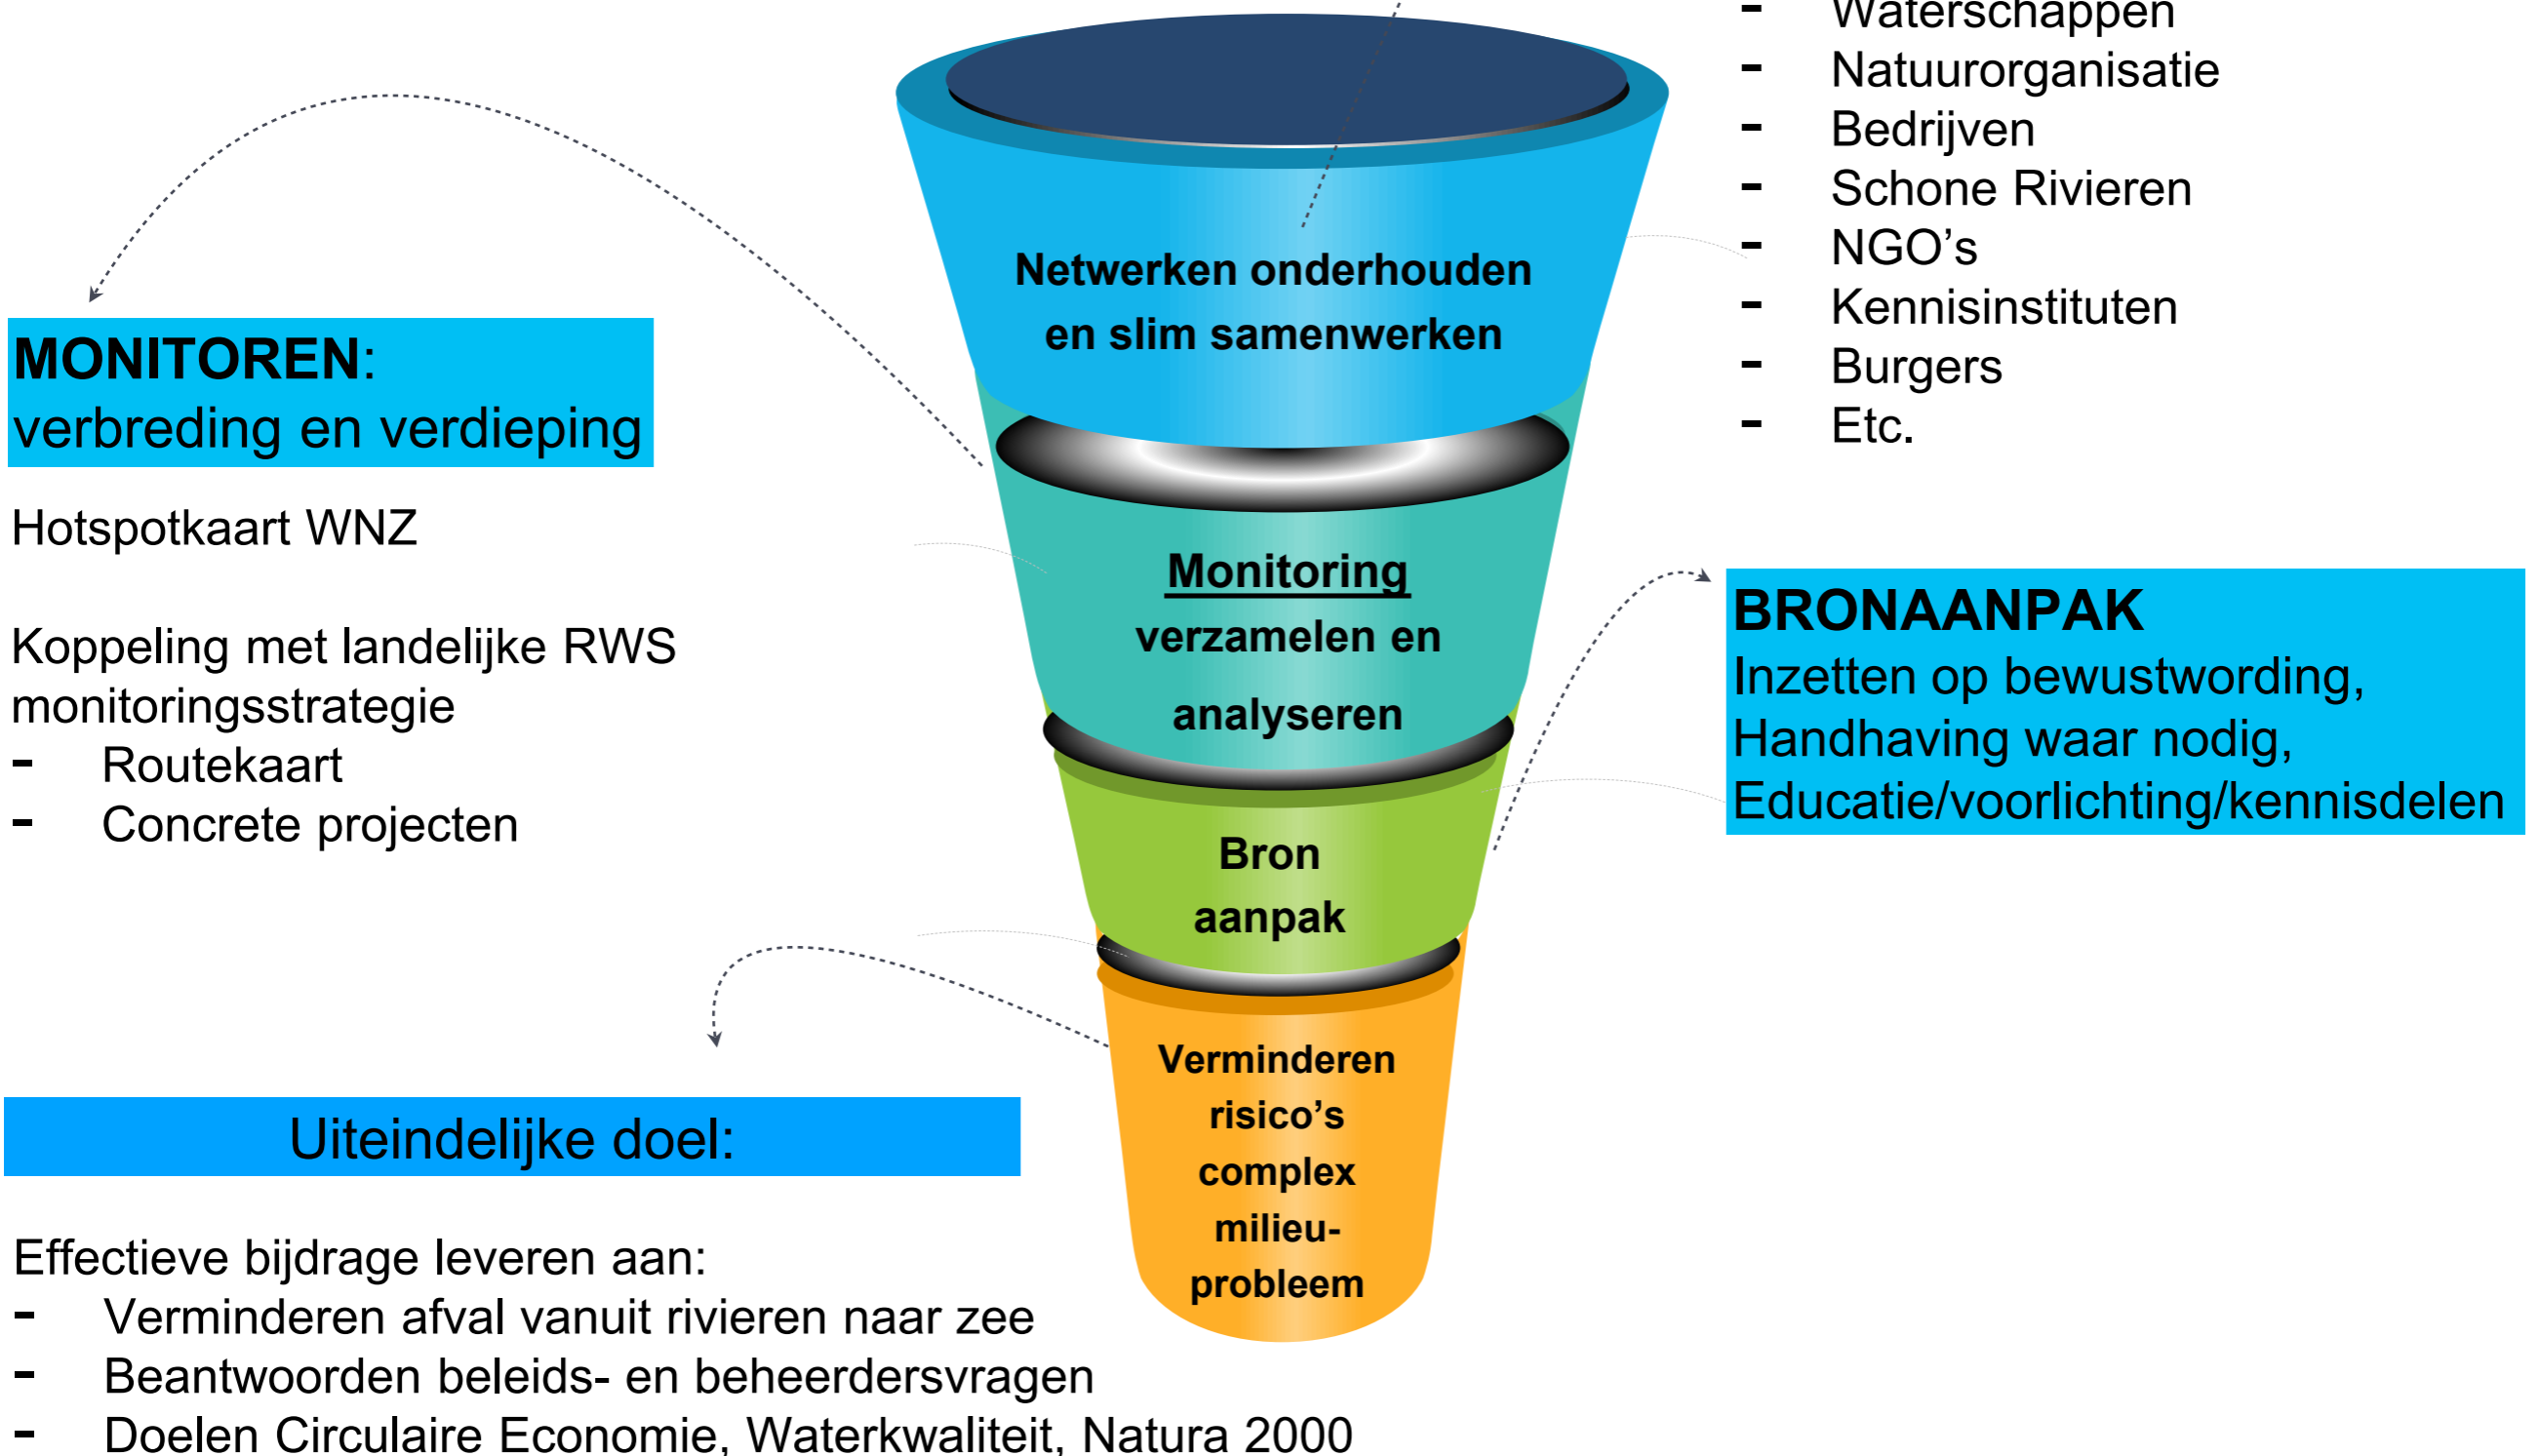 - Waterschappen
- Natuurorganisatie
- Bedrijven
- Schone Rivieren
- NGO’s
- Kennisinstituten
- Burgers
- Etc.
Netwerken onderhouden
en slim samenwerken
MONITOREN:
verbreding en verdieping
Hotspotkaart WNZ
Koppeling met landelijke RWS
monitoringsstrategie
- Routekaart
- Concrete projecten
Monitoring
verzamelen en
analyseren
BRONAANPAK
Inzetten op bewustwording,
Handhaving waar nodig,
Educatie/voorlichting/kennisdelen
Bron
aanpak
Verminderen
risico’s
complex
milieu-
probleem
Uiteindelijke doel:
Effectieve bijdrage leveren aan:
- Verminderen afval vanuit rivieren naar zee
- Beantwoorden beleids- en beheerdersvragen
- Doelen Circulaire Economie, Waterkwaliteit, Natura 2000